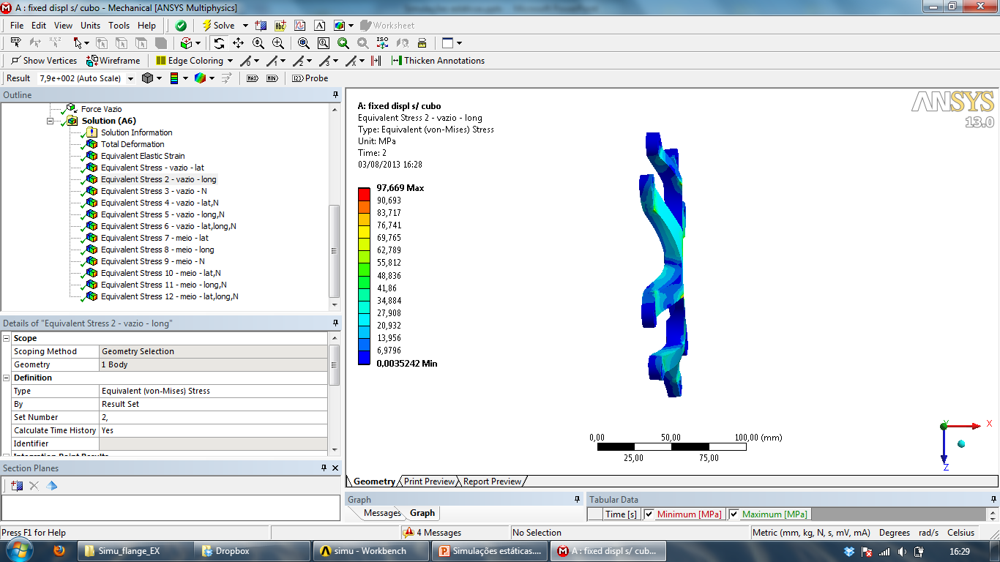 A : fixed displ s/ cubo - Mechanical [ANSYS Multiphysics]
File Edit View Units Tools Help Solve Worksheet
Show Vertices Wireframe Edge Coloring Thicken Annotations
Result 7,9e+002 (Auto Scale) MAX MIN Probe
Outline
Force Vazio
Solution (A6)
Solution Information
Total Deformation
Equivalent Elastic Strain
Equivalent Stress - vazio - lat
Equivalent Stress 2 - vazio - long
Equivalent Stress 3 - vazio - N
Equivalent Stress 4 - vazio - lat,N
Equivalent Stress 5 - vazio - long,N
Equivalent Stress 6 - vazio - lat,long,N
Equivalent Stress 7 - meio - lat
Equivalent Stress 8 - meio - long
Equivalent Stress 9 - meio - N
Equivalent Stress 10 - meio - lat,N
Equivalent Stress 11 - meio - long,N
Equivalent Stress 12 - meio - lat,long,N
Details of "Equivalent Stress 2 - vazio - long"
Scope
Scoping Method Geometry Selection
Geometry 1 Body
Definition
Type Equivalent (von-Mises) Stress
By Result Set
Set Number 2,
Calculate Time History Yes
Identifier
Integration Point Results
Section Planes
A: fixed displ s/ cubo
Equivalent Stress 2 - vazio - long
Type: Equivalent (von-Mises) Stress
Unit: MPa
Time: 2
03/08/2013 16:28
97,669 Max
90,693
83,717
76,741
69,765
62,789
55,812
48,836
41,86
34,884
27,908
20,932
13,956
6,9796
0,0035242 Min
ANSYS
13.0
0,00 50,00 100,00 (mm)
25,00 75,00
Y X
Z
Geometry Print Preview Report Preview
Graph
Messages Graph
Tabular Data
Time [s] Minimum [MPa] Maximum [MPa]
Press F1 for Help 4 Messages No Selection Metric (mm, kg, N, s, mV, mA) Degrees rad/s Celsius
Simu_flange_EX Dropbox simu - Workbench Simulações estáticas.... A : fixed displ s/ cub... 16:29